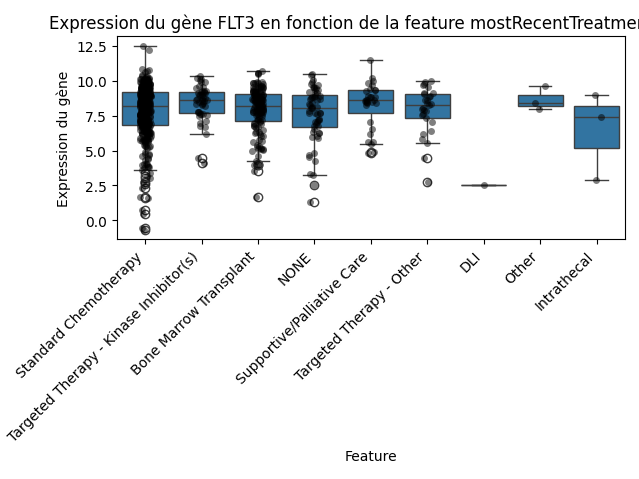 Expression du gène FLT3 en fonction de la feature mostRecentTreatmen
Expression du gène
12.5
10.0
7.5
5.0
2.5
0.0
Standard Chemotherapy
Targeted Therapy - Kinase Inhibitor(s)
Bone Marrow Transplant
NONE
Supportive/Palliative Care
Targeted Therapy - Other
DLI
Other
Intrathecal
Feature